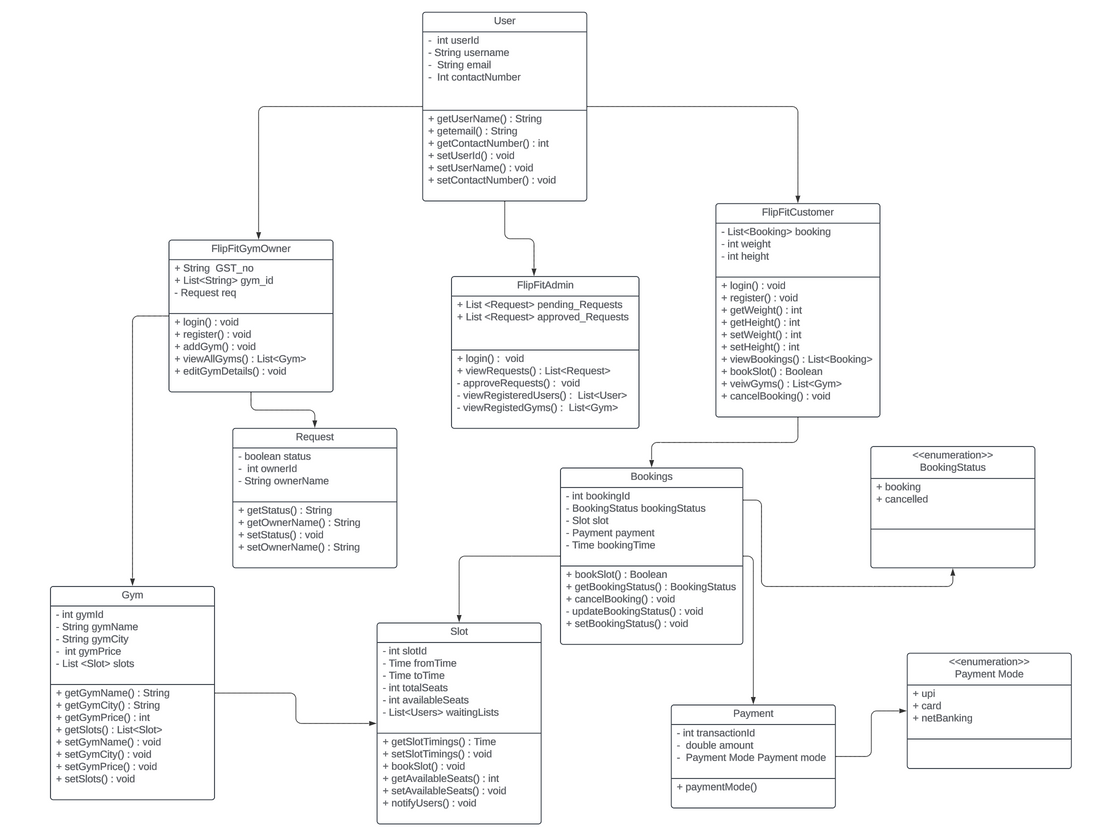 User
- int userId
- String username
- String email
- Int contactNumber
+ getUserName() : String
+ getemail() : String
+ getContactNumber() : int
+ setUserId() : void
+ setUserName() : void
+ setContactNumber() : void
FlipFitGymOwner
+ String GST_no
+ List<String> gym_id
- Request req
+ login() : void
+ register() : void
+ addGym() : void
+ viewAllGyms() : List<Gym>
+ editGymDetails() : void
FlipFitAdmin
+ List <Request> pending_Requests
+ List <Request> approved_Requests
+ login() : void
+ viewRequests() : List<Request>
- approveRequests() : void
- viewRegisteredUsers() : List<User>
- viewRegistedGyms() : List<Gym>
FlipFitCustomer
- List<Booking> booking
- int weight
- int height
+ login() : void
+ register() : void
+ getWeight() : int
+ getHeight() : int
+ setWeight() : int
+ setHeight() : int
+ viewBookings() : List<Booking>
+ bookSlot() : Boolean
+ veiwGyms() : List<Gym>
+ cancelBooking() : void
Request
- boolean status
- int ownerId
- String ownerName
+ getStatus() : String
+ getOwnerName() : String
+ setStatus() : void
+ setOwnerName() : String
Bookings
- int bookingId
- BookingStatus bookingStatus
- Slot slot
- Payment payment
- Time bookingTime
+ bookSlot() : Boolean
+ getBookingStatus() : BookingStatus
+ cancelBooking() : void
- updateBookingStatus() : void
+ setBookingStatus() : void
<<enumeration>>
BookingStatus
+ booking
+ cancelled
Gym
- int gymId
- String gymName
- String gymCity
- int gymPrice
- List <Slot> slots
+ getGymName() : String
+ getGymCity() : String
+ getGymPrice() : int
+ getSlots() : List<Slot>
+ setGymName() : void
+ setGymCity() : void
+ setGymPrice() : void
+ setSlots() : void
Slot
- int slotId
- Time fromTime
- Time toTime
- int totalSeats
- int availableSeats
- List<Users> waitingLists
+ getSlotTimings() : Time
+ setSlotTimings() : void
+ bookSlot() : void
+ getAvailableSeats() : int
+ setAvailableSeats() : void
+ notifyUsers() : void
Payment
- int transactionId
- double amount
- Payment Mode Payment mode
+ paymentMode()
<<enumeration>>
Payment Mode
+ upi
+ card
+ netBanking